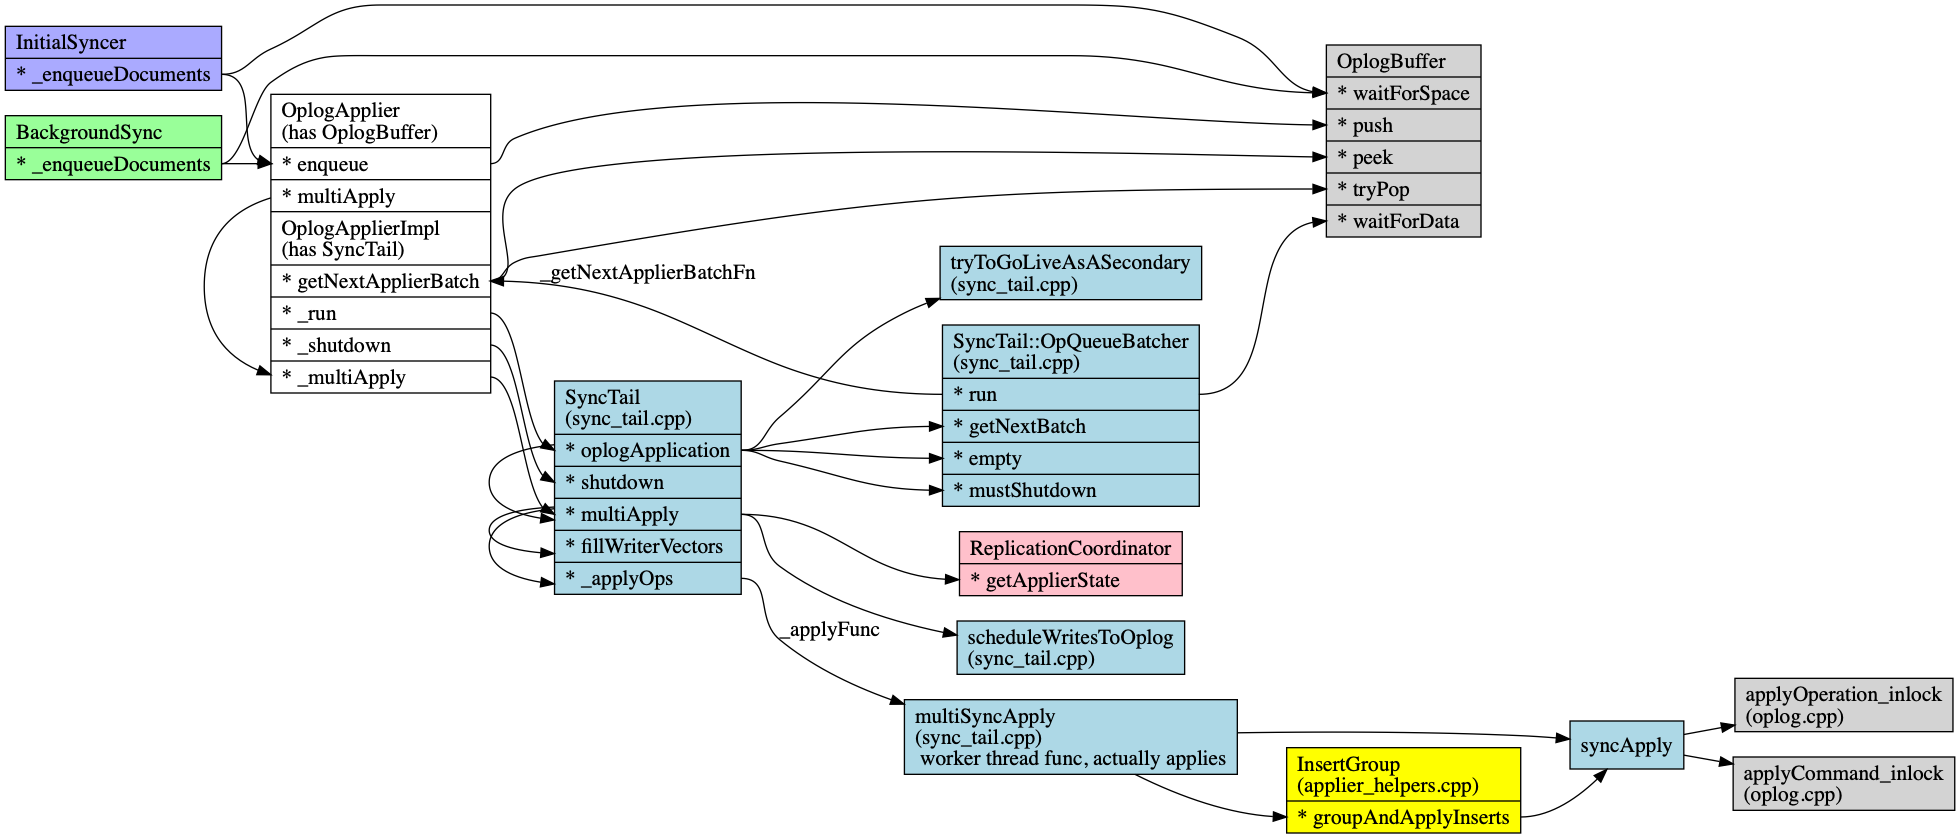 InitialSyncer
* _enqueueDocuments
BackgroundSync
* _enqueueDocuments
OplogApplier
(has OplogBuffer)
* enqueue
* multiApply
OplogApplierImpl
(has SyncTail)
* getNextApplierBatch
* _run
* _shutdown
* _multiApply
OplogBuffer
* waitForSpace
* push
* peek
* tryPop
* waitForData
_getNextApplierBatchFn
tryToGoLiveAsASecondary
(sync_tail.cpp)
SyncTail::OpQueueBatcher
(sync_tail.cpp)
* run
* getNextBatch
* empty
* mustShutdown
SyncTail
(sync_tail.cpp)
* oplogApplication
* shutdown
* multiApply
* fillWriterVectors
* _applyOps
ReplicationCoordinator
* getApplierState
_applyFunc
scheduleWritesToOplog
(sync_tail.cpp)
multiSyncApply
(sync_tail.cpp)
worker thread func, actually applies
InsertGroup
(applier_helpers.cpp)
* groupAndApplyInserts
syncApply
applyOperation_inlock
(oplog.cpp)
applyCommand_inlock
(oplog.cpp)